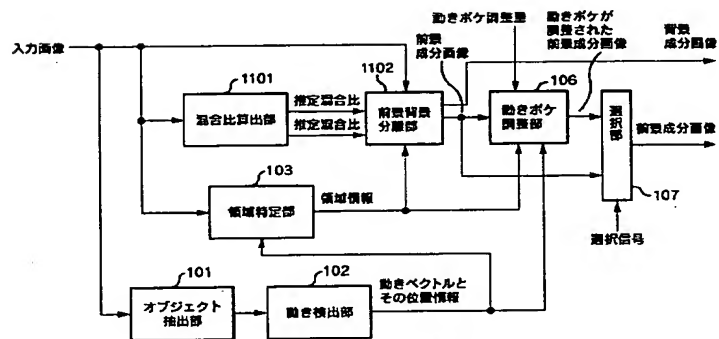 動きボケ調整量
動きボケが
調整された
前景成分画像
前景
成分画像
背景
成分画像
入力画像
1101
1102
106
推定混合比
混合比算出部
推定混合比
前景背景
分離部
動きボケ
調整部
選択部
前景成分画像
103
領域情報
領域特定部
107
選択信号
101
102
動きベクトルと
その位置情報
オブジェクト
抽出部
動き検出部